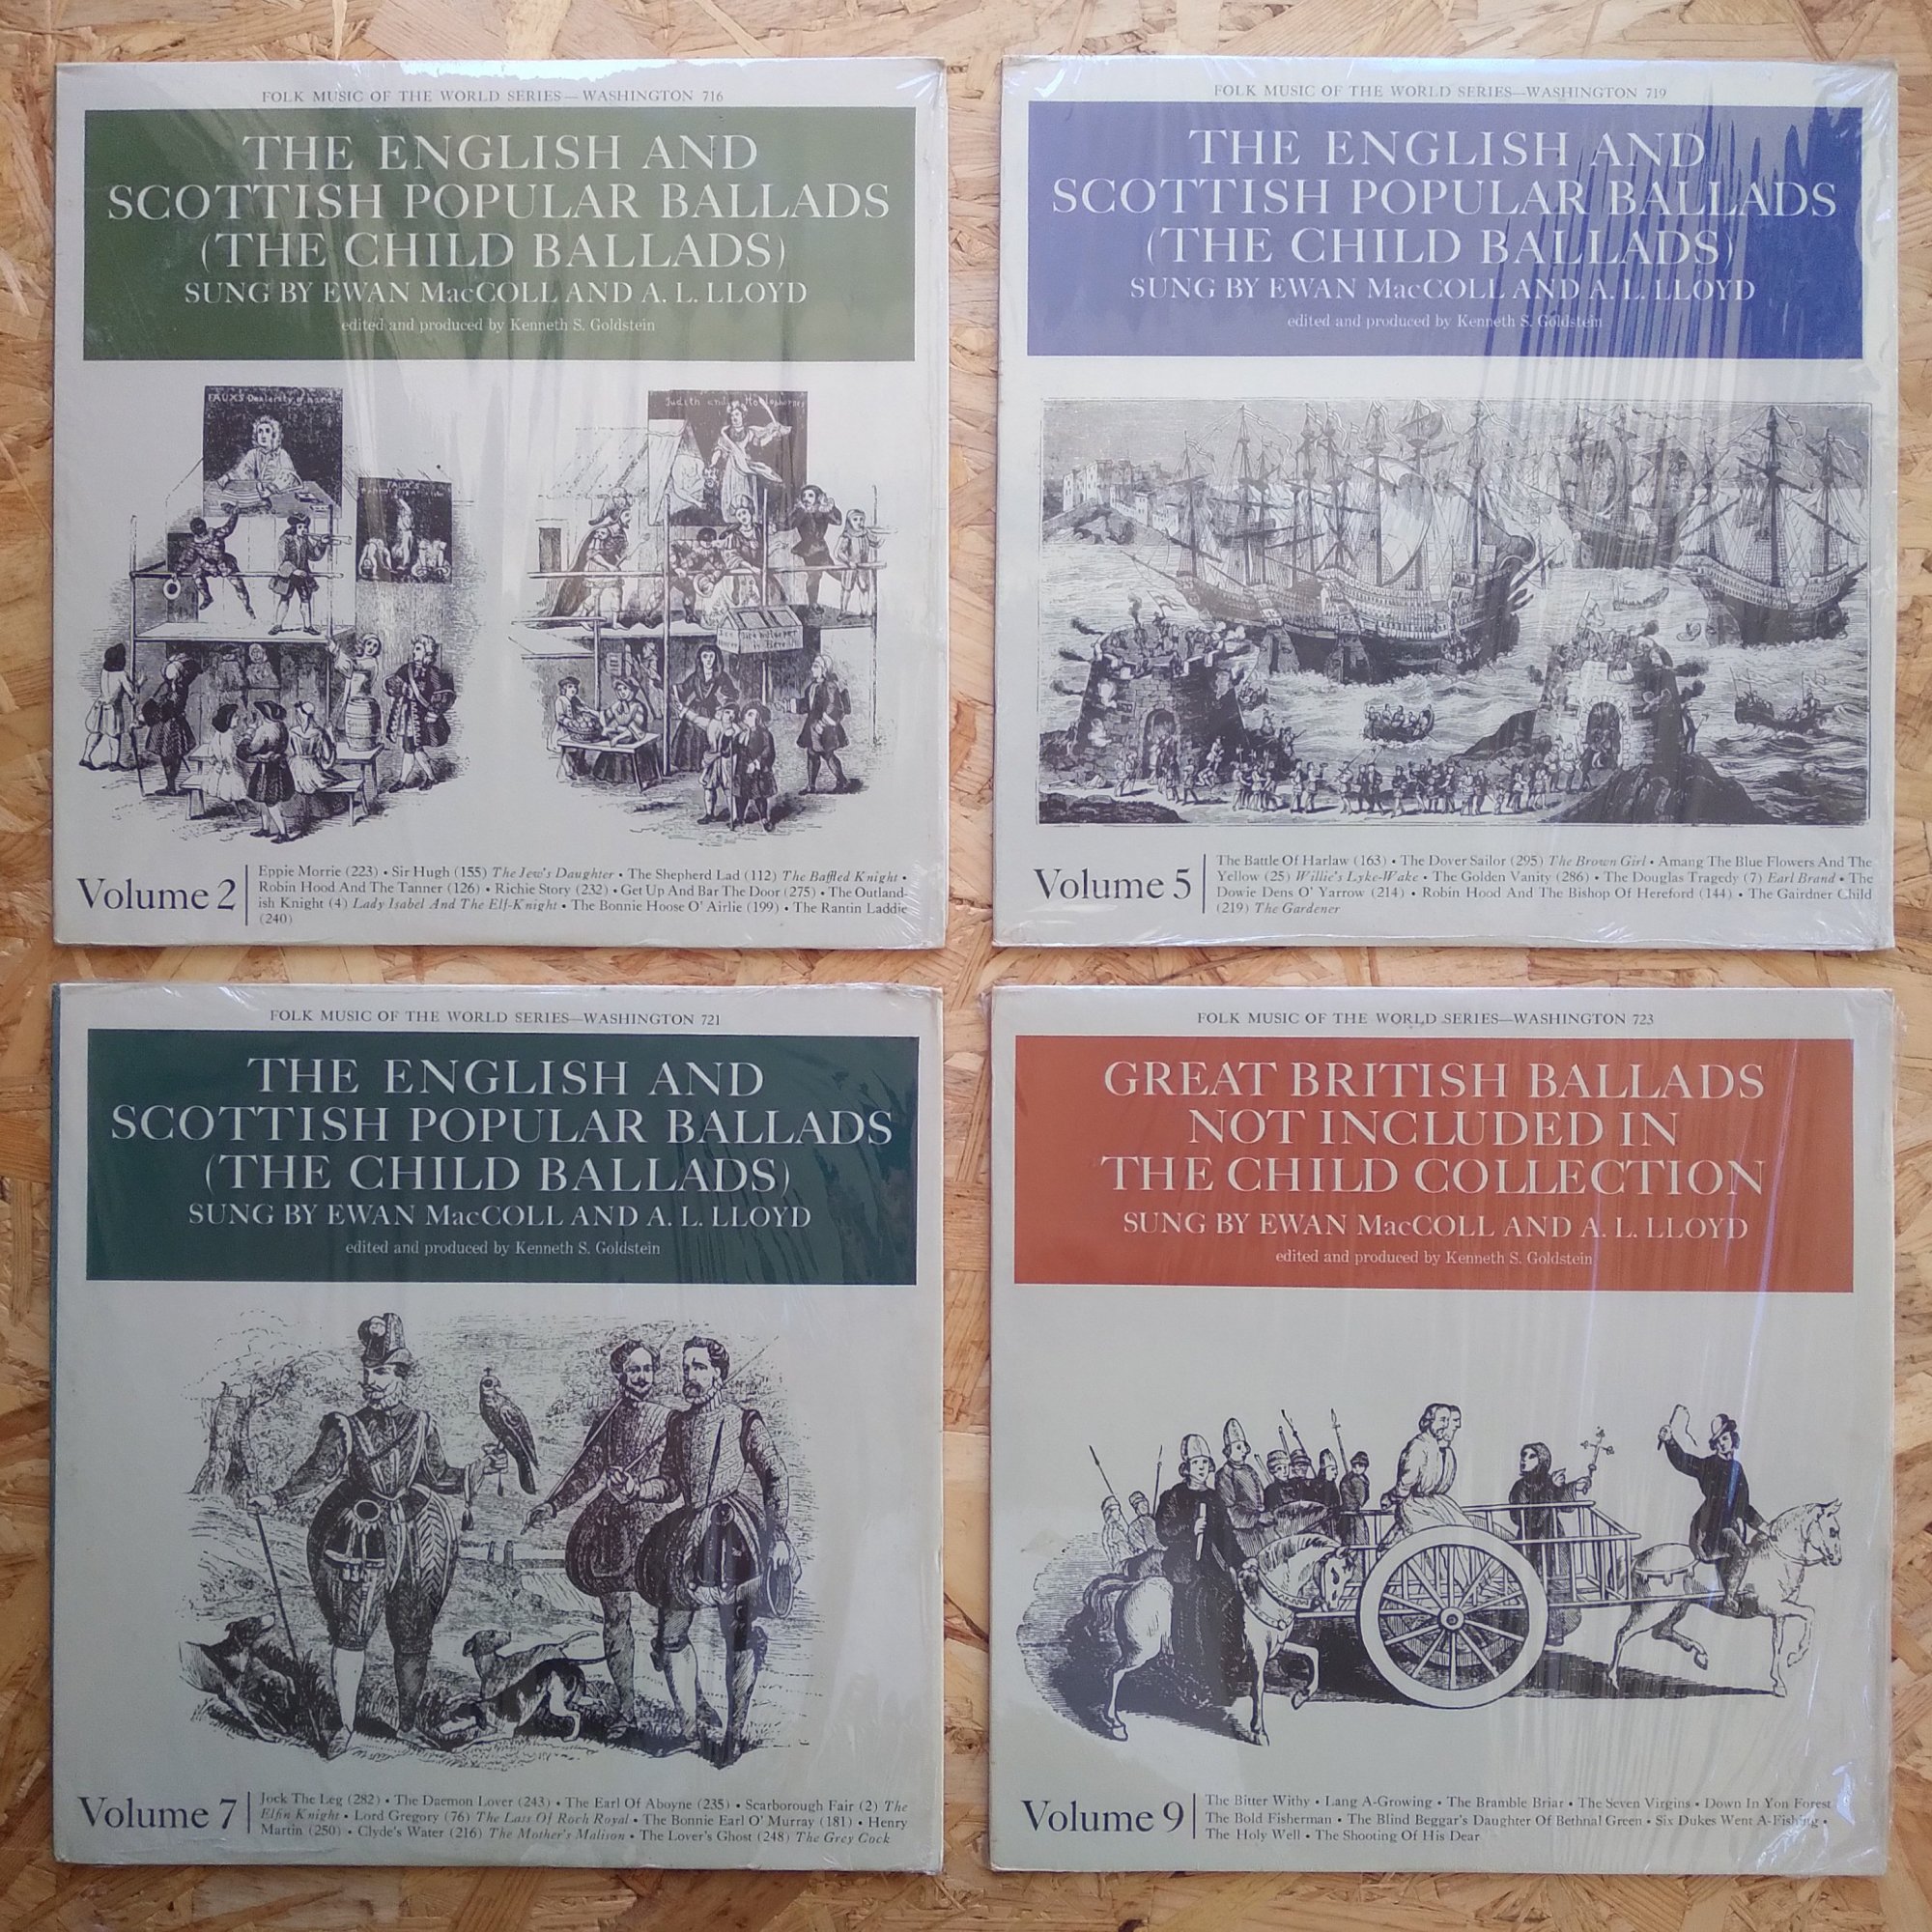 FOLK MUSIC OF THE WORLD SERIES—WASHINGTON 716
THE ENGLISH AND
SCOTTISH POPULAR BALLADS
(THE CHILD BALLADS)
SUNG BY EWAN MacCOLL AND A. L. LLOYD
edited and produced by Kenneth S. Goldstein
FAUX'S Dexterity of hand
Judith and Holophernes
FAUX'S
Volume 2
Eppie Morrie (223) • Sir Hugh (155) The Jew's Daughter • The Shepherd Lad (112) The Baffled Knight •
Robin Hood And The Tanner (126) • Richie Story (232) • Get Up And Bar The Door (275) • The Outland-
ish Knight (4) Lady Isabel And The Elf-Knight • The Bonnie Hoose O' Airlie (199) • The Rantin Laddie
(240)
FOLK MUSIC OF THE WORLD SERIES—WASHINGTON 719
THE ENGLISH AND
SCOTTISH POPULAR BALLADS
(THE CHILD BALLADS)
SUNG BY EWAN MacCOLL AND A. L. LLOYD
edited and produced by Kenneth S. Goldstein
Volume 5
The Battle Of Harlaw (163) • The Dover Sailor (295) The Brown Girl • Amang The Blue Flowers And The
Yellow (25) Willie's Lyke-Wake • The Golden Vanity (286) • The Douglas Tragedy (7) Earl Brand • The
Dowie Dens O' Yarrow (214) • Robin Hood And The Bishop Of Hereford (144) • The Gairdner Child
(219) The Gardener
FOLK MUSIC OF THE WORLD SERIES—WASHINGTON 721
THE ENGLISH AND
SCOTTISH POPULAR BALLADS
(THE CHILD BALLADS)
SUNG BY EWAN MacCOLL AND A. L. LLOYD
edited and produced by Kenneth S. Goldstein
Volume 7
Jock The Leg (282) • The Daemon Lover (243) • The Earl Of Aboyne (235) • Scarborough Fair (2) The
Elfin Knight • Lord Gregory (76) The Lass Of Roch Royal • The Bonnie Earl O' Murray (181) • Henry
Martin (250) • Clyde's Water (216) The Mother's Malison • The Lover's Ghost (248) The Grey Cock
FOLK MUSIC OF THE WORLD SERIES—WASHINGTON 723
GREAT BRITISH BALLADS
NOT INCLUDED IN
THE CHILD COLLECTION
SUNG BY EWAN MacCOLL AND A. L. LLOYD
edited and produced by Kenneth S. Goldstein
Volume 9
The Bitter Withy • Lang A-Growing • The Bramble Briar • The Seven Virgins • Down In Yon Forest
The Bold Fisherman • The Blind Beggar's Daughter Of Bethnal Green • Six Dukes Went A-Fishing •
The Holy Well • The Shooting Of His Dear